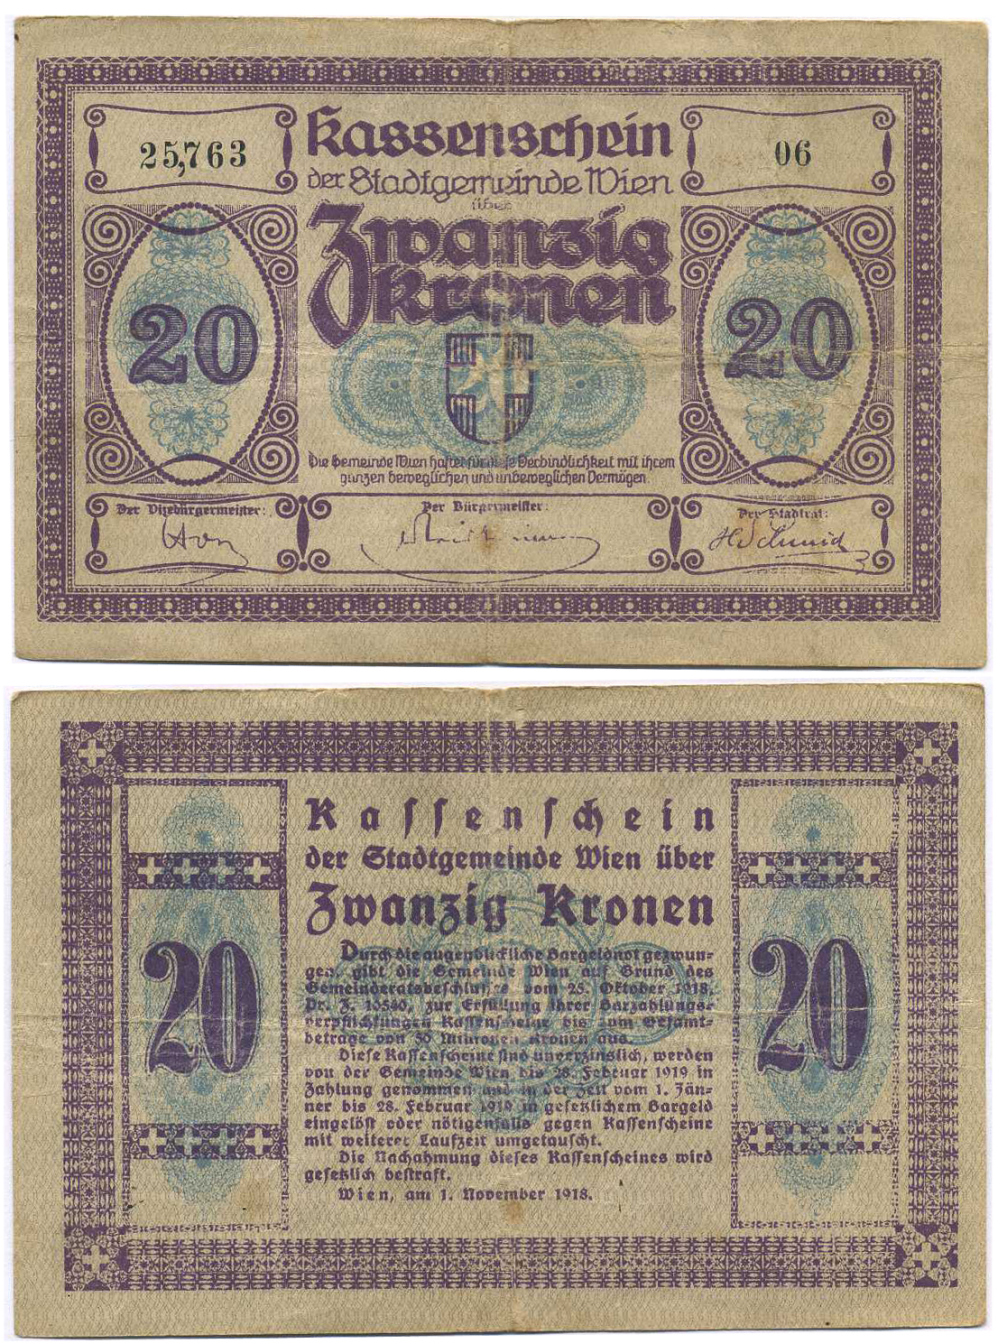 25,763
Kassenschein
06
der Stadtgemeinde Wien
über
Zwanzig
Kronen
20
20
Die Gemeinde Wien haftet für diese Verbindlichkeit mit ihrem
ganzen beweglichen und unbeweglichen Vermögen.
Der Vizebürgermeister:
Der Bürgermeister:
Der Stadtrat:
Kassenschein
der Stadtgemeinde Wien über
Zwanzig Kronen
20
20
Durch die augenblickliche Bargeldnot gezwun-
gen, gibt die Gemeinde Wien auf Grund des
Gemeinderatsbeschlusses vom 25. Oktober 1918,
Pr. Z. 10540, zur Erfüllung ihrer Barzahlungs-
verpflichtungen Kassenscheine bis zum Gesamt-
betrage von 50 Millionen Kronen aus.
Diese Kassenscheine sind unverzinslich, werden
von der Gemeinde Wien bis 28. Februar 1919 in
Zahlung genommen und in der Zeit vom 1. Jän-
ner bis 28. Februar 1919 in gesetzlichem Bargeld
eingelöst oder nötigenfalls gegen Kassenscheine
mit weiterer Laufzeit umgetauscht.
Die Nachahmung dieses Kassenscheines wird
gesetzlich bestraft.
Wien, am 1. November 1918.